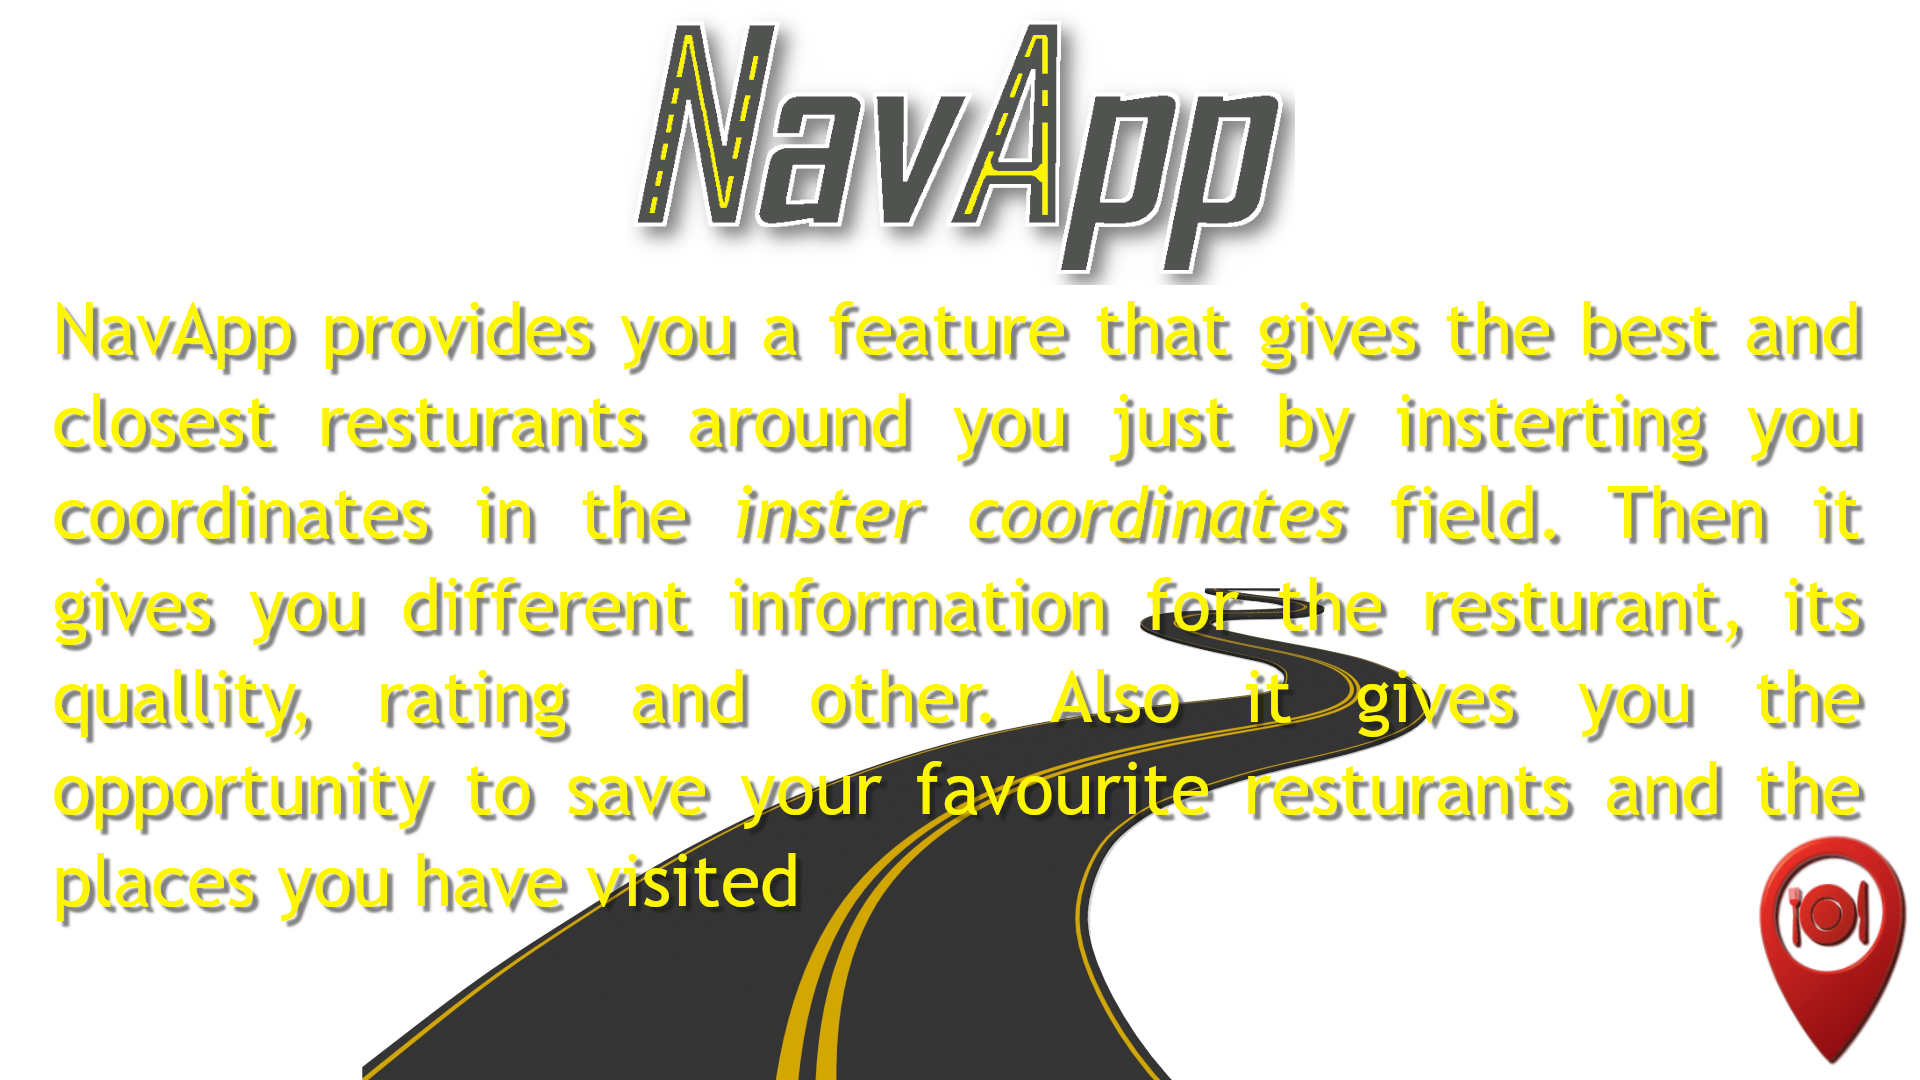 NavApp
NavApp provides you a feature that gives the best and
closest resturants around you just by insterting you
coordinates in the inster coordinates field. Then it
gives you different information for the resturant, its
quallity, rating and other. Also it gives you the
opportunity to save your favourite resturants and the
places you have visited